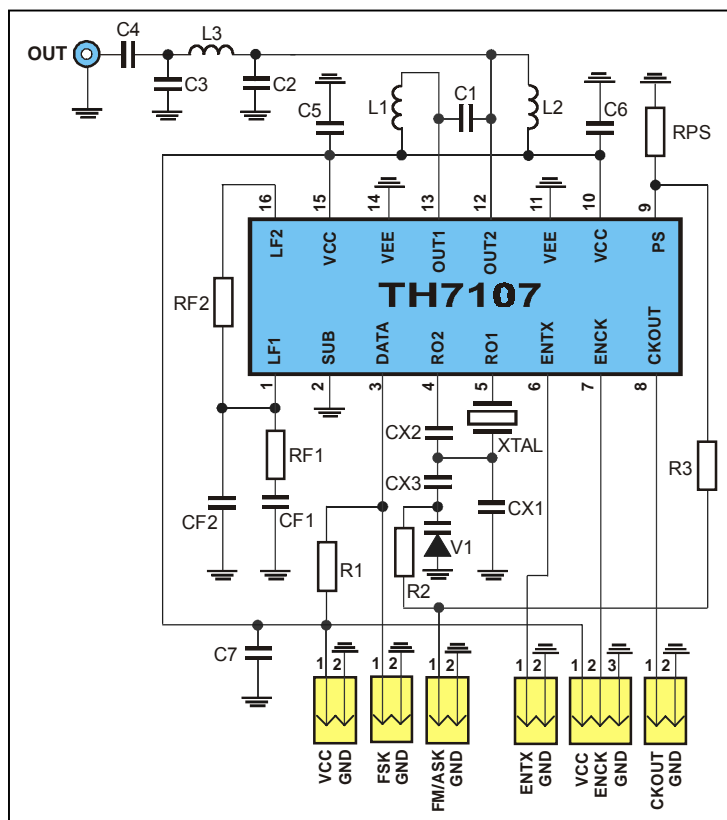 C4
L3
OUT
C3
C2
C5
L1
C1
L2
C6
RPS
16
15
14
13
12
11
10
9
LF2
VCC
VEE
OUT1
OUT2
VEE
VCC
PS
TH7107
RF2
LF1
SUB
DATA
RO2
RO1
ENTX
ENCK
CKOUT
1
2
3
4
5
6
7
8
CX2
XTAL
RF1
CX3
R3
CF2
CF1
CX1
V1
R1
R2
C7
1 2
1 2
1 2
1 2
1 2 3
1 2
VCC
GND
FSK
GND
FM/ASK
GND
ENTX
GND
VCC
ENCK
GND
CKOUT
GND